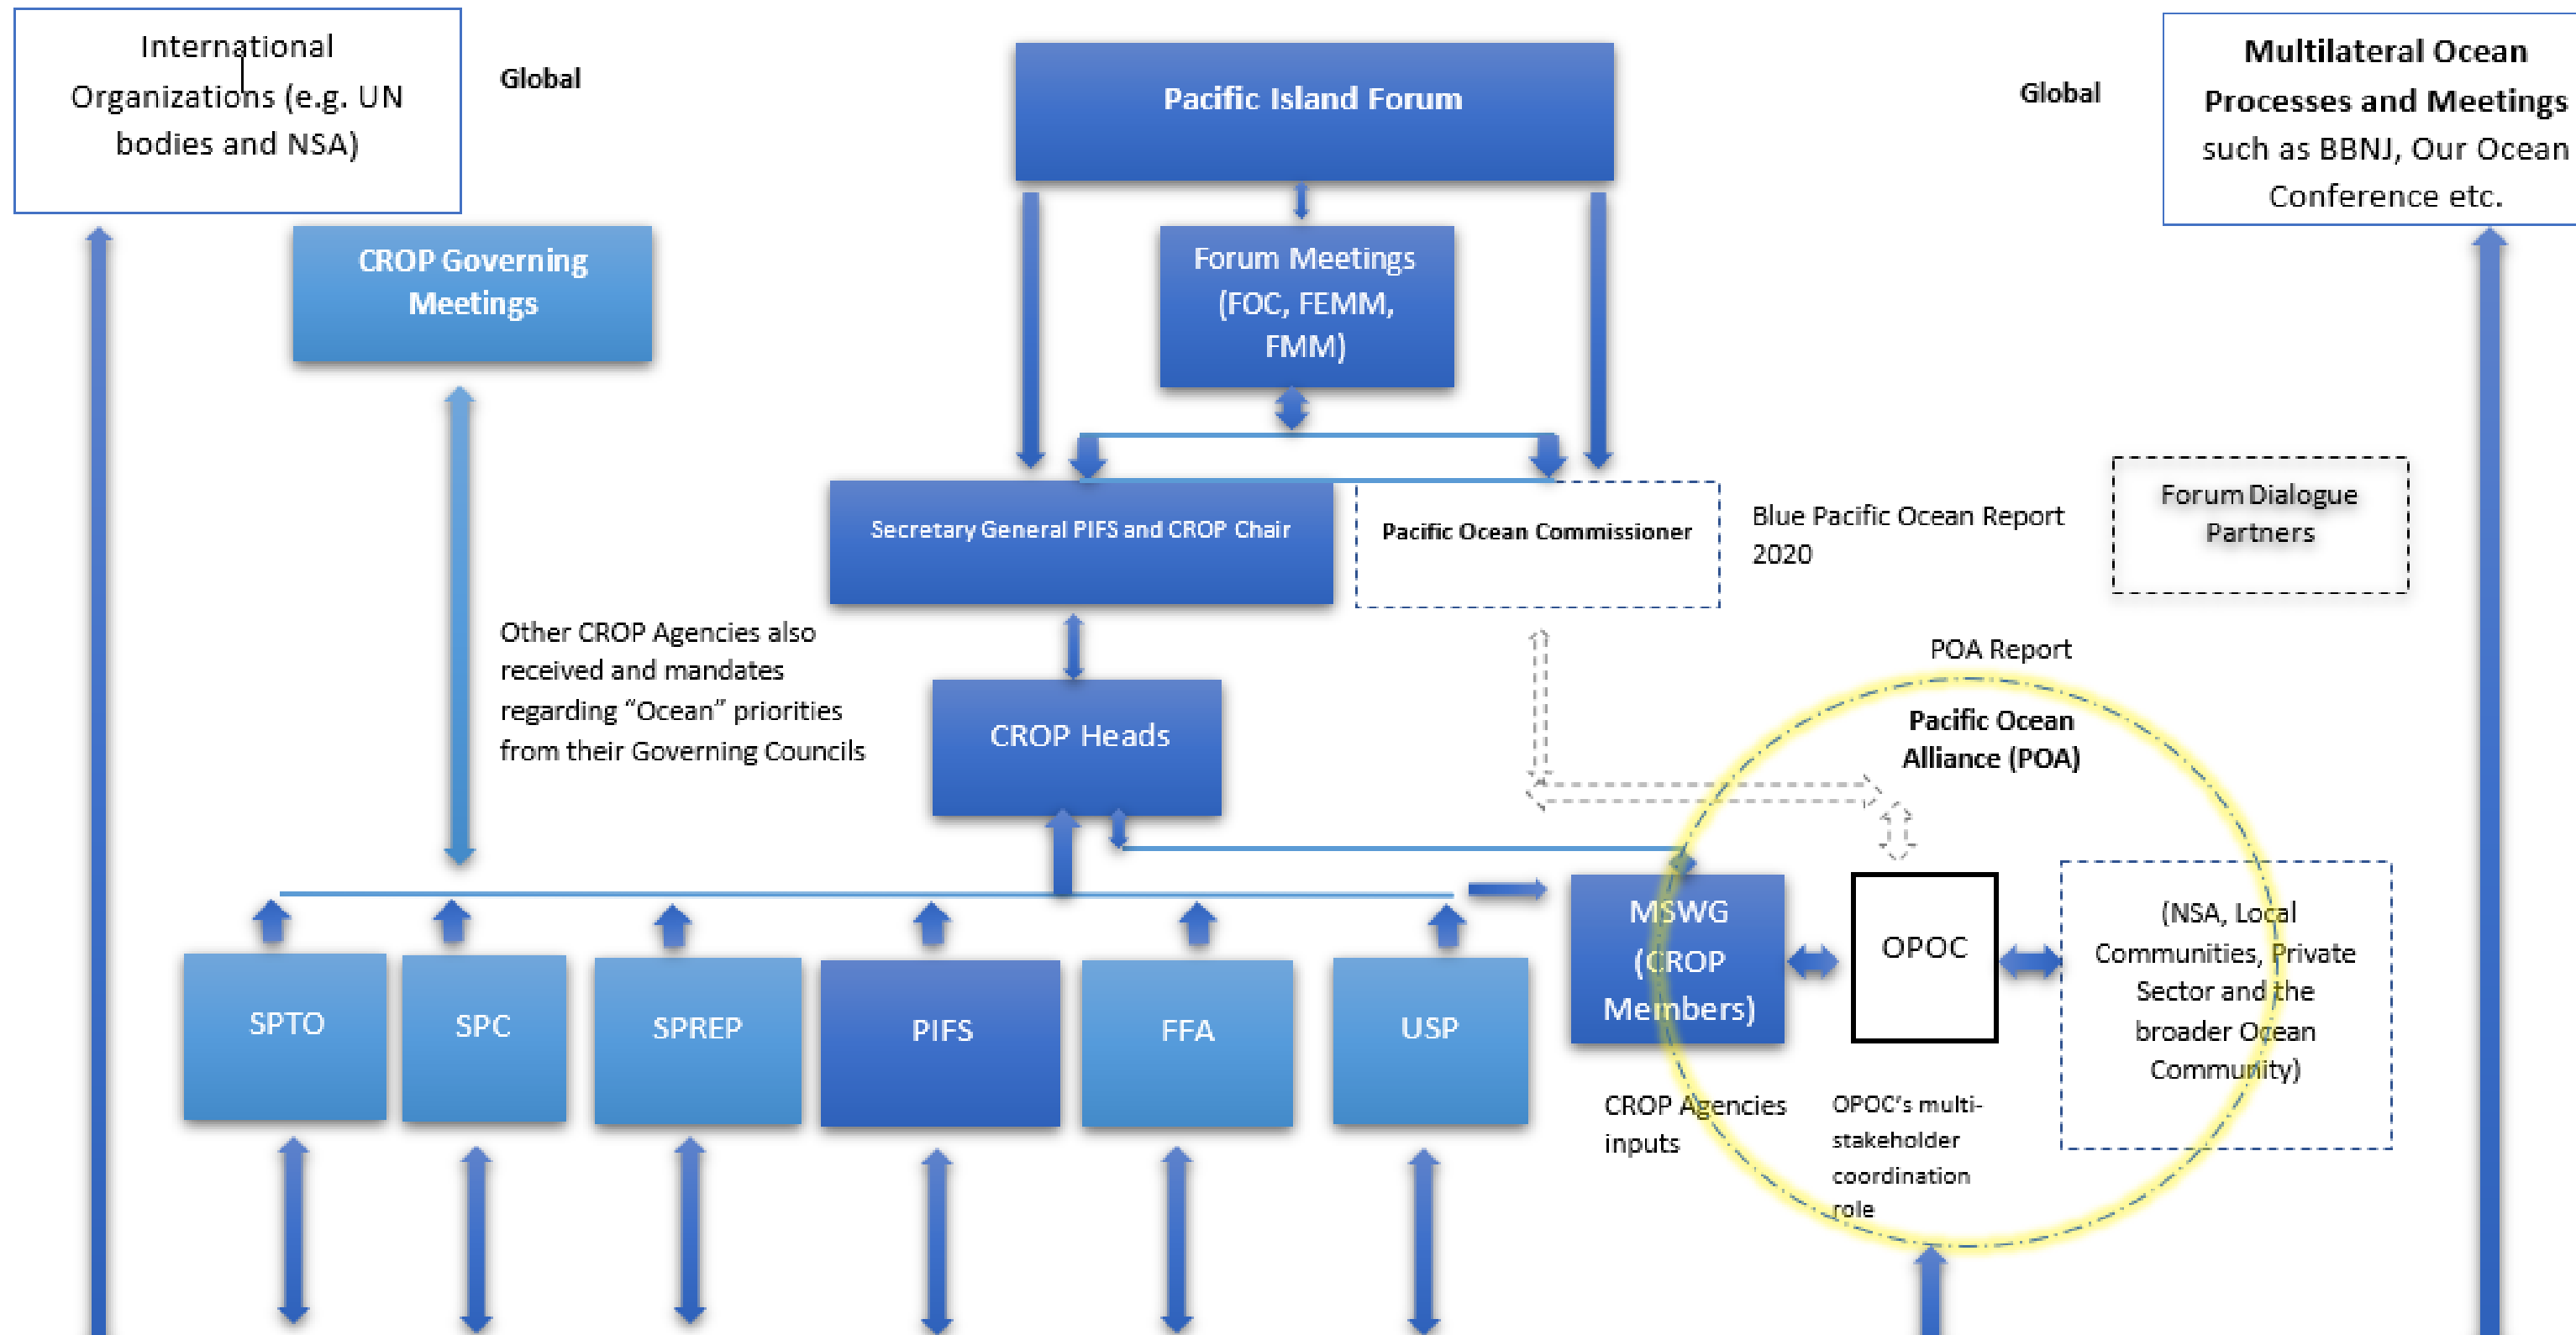 International
Organizations (e.g. UN
bodies and NSA)
Global
Pacific Island Forum
Global
Multilateral Ocean
Processes and Meetings
such as BBNJ, Our Ocean
Conference etc.
CROP Governing
Meetings
Forum Meetings
(FOC, FEMM,
FMM)
Secretary General PIFS and CROP Chair
Pacific Ocean Commissioner
Blue Pacific Ocean Report
2020
Forum Dialogue
Partners
Other CROP Agencies also
received and mandates
regarding “Ocean” priorities
from their Governing Councils
CROP Heads
POA Report
Pacific Ocean
Alliance (POA)
SPTO
SPC
SPREP
PIFS
FFA
USP
MSWG
(CROP
Members)
OPOC
(NSA, Local
Communities, Private
Sector and the
broader Ocean
Community)
CROP Agencies
inputs
OPOC’s multi-
stakeholder
coordination
role